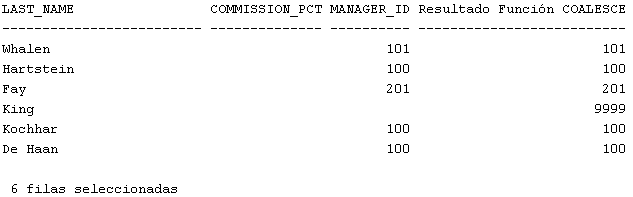 LAST_NAME COMMISSION_PCT MANAGER_ID Resultado Función COALESCE
------------------------- -------------- ---------- --------------------------
Whalen 101 101
Hartstein 100 100
Fay 201 201
King 9999
Kochhar 100 100
De Haan 100 100
6 filas seleccionadas